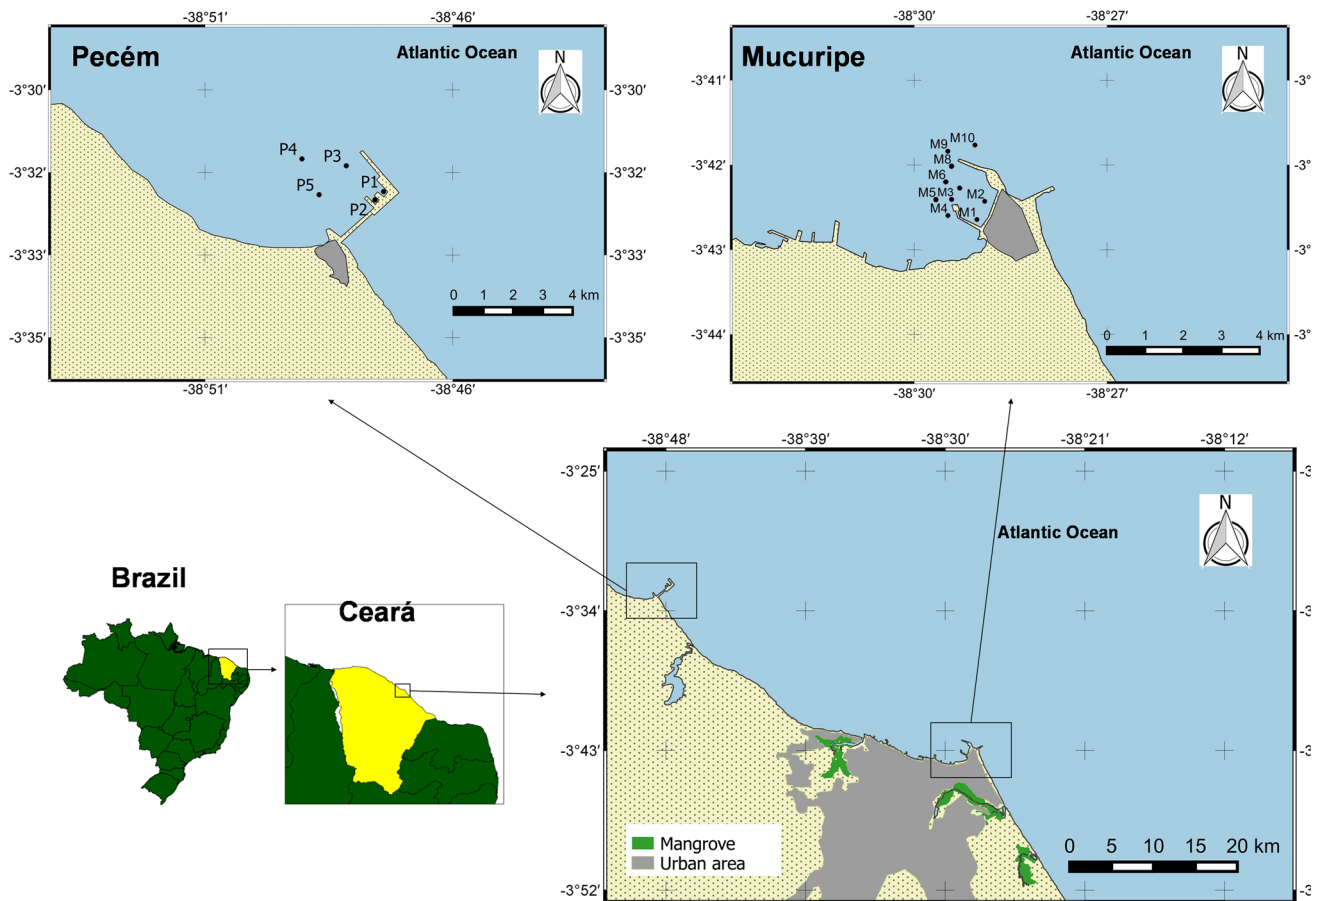 -38°51′
-38°46′
Pecém
Atlantic Ocean
N
-3°30′
-3°30′
P4
P3
-3°32′
-3°32′
P1
P5
P2
-3°33′
-3°33′
0 1 2 3 4 km
-3°35′
-3°35′
-38°51′
-38°46′
-38°30′
-38°27′
Mucuripe
Atlantic Ocean
N
-3°41′
M10
M9
M8
-3°42′
M6
M5
M3
M2
M4
M1
-3°43′
-3°44′
0 1 2 3 4 km
-38°30′
-38°27′
-38°48′
-38°39′
-38°30′
-38°21′
-38°12′
-3°25′
N
Atlantic Ocean
-3°34′
-3°43′
-3°52′
Mangrove
Urban area
0 5 10 15 20 km
Brazil
Ceará